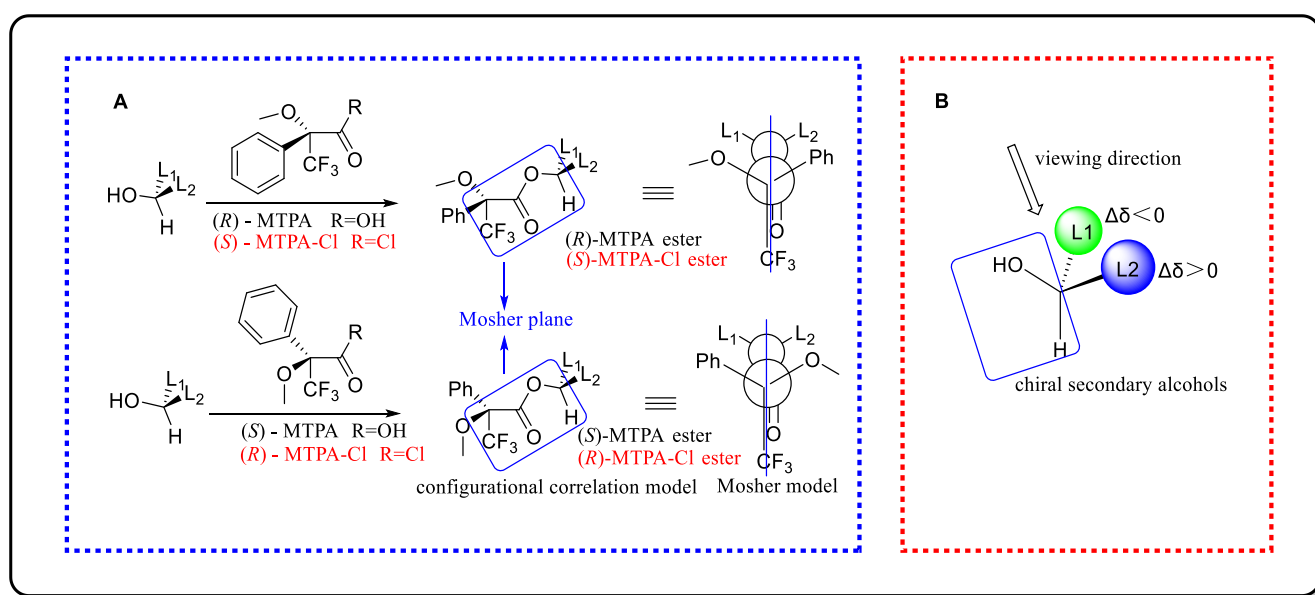 A
O
R
O
CF₃
HO
L₁
L₂
H
(R) - MTPA R=OH
(S) - MTPA-Cl R=Cl
O
Ph
CF₃
O
O
L₁
L₂
H
(R)-MTPA ester
(S)-MTPA-Cl ester
L₁
L₂
O
Ph
O
CF₃
Mosher plane
R
O
O
CF₃
HO
L₁
L₂
H
(S) - MTPA R=OH
(R) - MTPA-Cl R=Cl
Ph
O
CF₃
O
O
L₁
L₂
H
(S)-MTPA ester
(R)-MTPA-Cl ester
L₁
L₂
Ph
O
O
CF₃
configurational correlation model
Mosher model
B
viewing direction
Δδ<0
L1
HO
L2
Δδ>0
H
chiral secondary alcohols